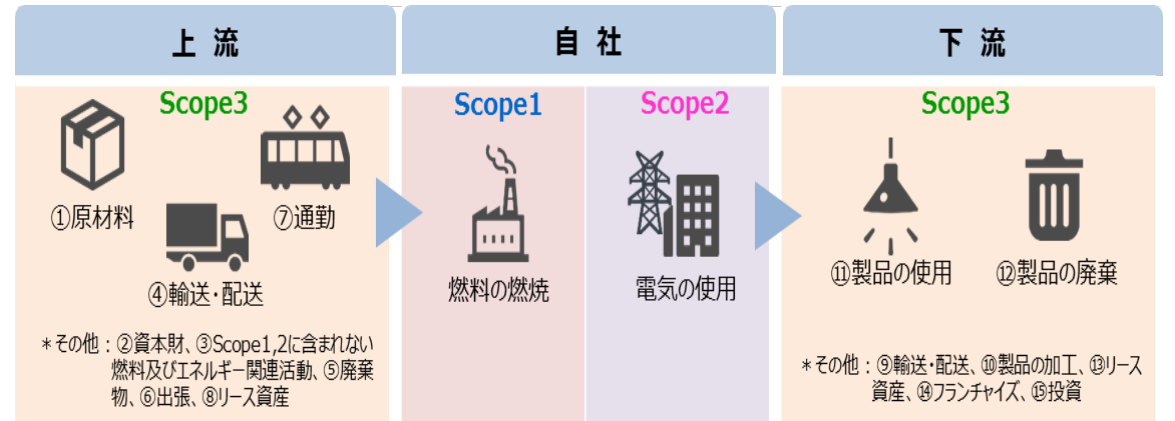 上 流
Scope3
①原材料
⑦通勤
④輸送・配送
＊その他：②資本財、③Scope1,2に含まれない
燃料及びエネルギー関連活動、⑤廃棄
物、⑥出張、⑧リース資産
自 社
Scope1
燃料の燃焼
Scope2
電気の使用
下 流
Scope3
⑪製品の使用
⑫製品の廃棄
＊その他：⑨輸送・配送、⑩製品の加工、⑬リース
資産、⑭フランチャイズ、⑮投資